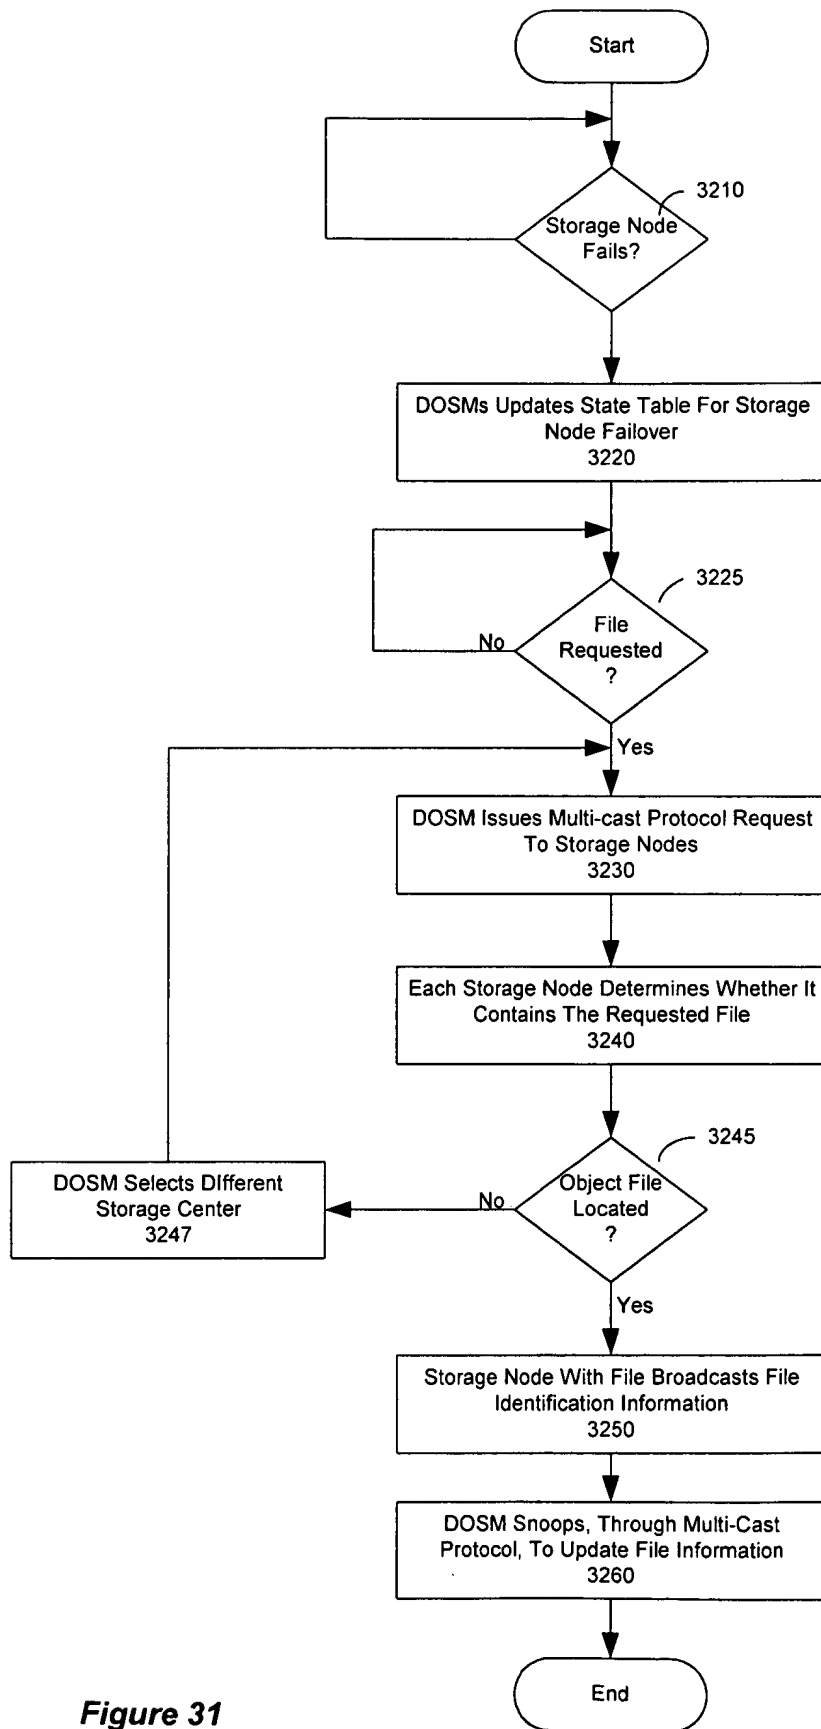 Start
3210
Storage Node
Fails?
DOSMs Updates State Table For Storage
Node Failover
3220
3225
File
Requested
?
No
Yes
DOSM Issues Multi-cast Protocol Request
To Storage Nodes
3230
Each Storage Node Determines Whether It
Contains The Requested File
3240
3245
Object File
Located
?
No
DOSM Selects DIfferent
Storage Center
3247
Yes
Storage Node With File Broadcasts File
Identification Information
3250
DOSM Snoops, Through Multi-Cast
Protocol, To Update File Information
3260
End
Figure 31